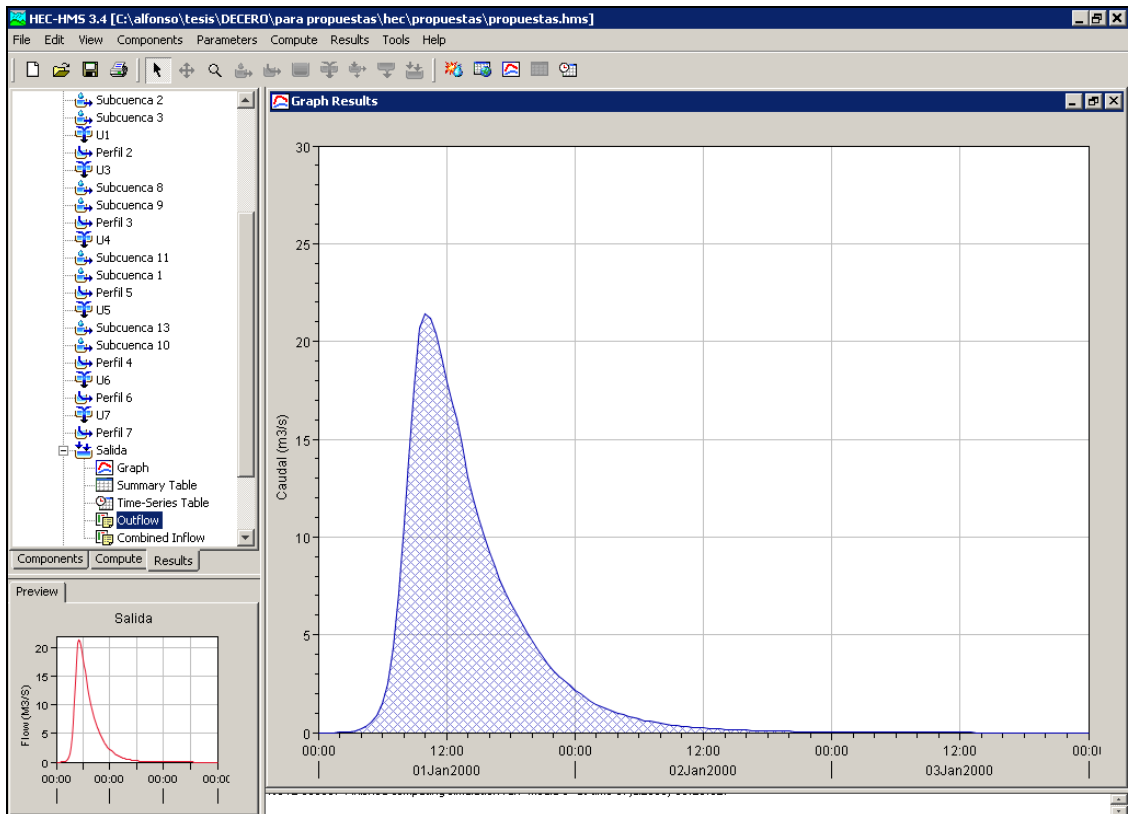 HEC-HMS 3.4 [C:\alfonso\tesis\DECERO\para propuestas\hec\propuestas\propuestas.hms]
File Edit View Components Parameters Compute Results Tools Help
Subcuenca 2
Subcuenca 3
U1
Perfil 2
U3
Subcuenca 8
Subcuenca 9
Perfil 3
U4
Subcuenca 11
Subcuenca 1
Perfil 5
U5
Subcuenca 13
Subcuenca 10
Perfil 4
U6
Perfil 6
U7
Perfil 7
Salida
Graph
Summary Table
Time-Series Table
Outflow
Combined Inflow
Components Compute Results
Preview
Salida
Flow (M3/S)
20
15
10
5
0
00:00 00:00 00:00 00:00
Graph Results
Caudal (m3/s)
30
25
20
15
10
5
0
00:00 12:00 00:00 12:00 00:00 12:00
01Jan2000 02Jan2000 03Jan2000